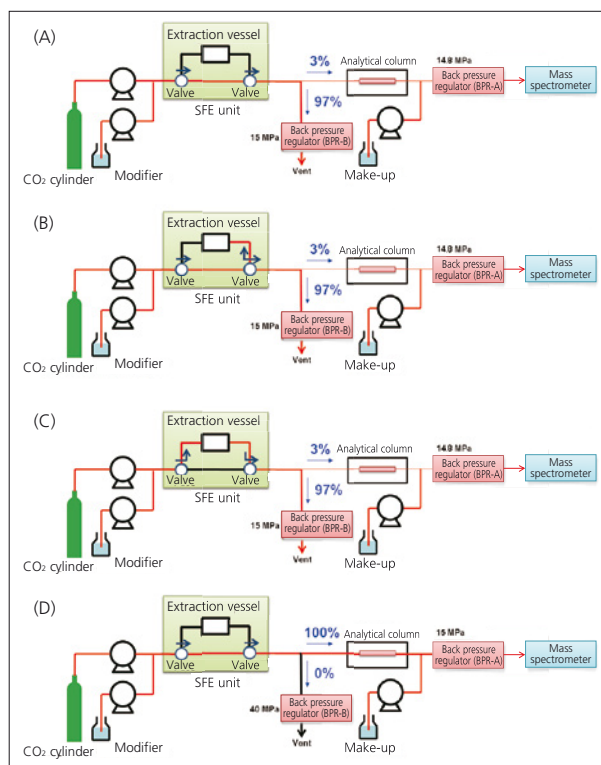 (A)
Extraction vessel
Valve Valve
SFE unit
CO2 cylinder
Modifier
3%
97%
15 MPa
Back pressure
regulator (BPR-B)
Vent
Analytical column
Make-up
14.8 MPa
Back pressure
regulator (BPR-A)
Mass
spectrometer
(B)
Extraction vessel
Valve Valve
SFE unit
CO2 cylinder
Modifier
3%
97%
15 MPa
Back pressure
regulator (BPR-B)
Vent
Analytical column
Make-up
14.8 MPa
Back pressure
regulator (BPR-A)
Mass
spectrometer
(C)
Extraction vessel
Valve Valve
SFE unit
CO2 cylinder
Modifier
3%
97%
15 MPa
Back pressure
regulator (BPR-B)
Vent
Analytical column
Make-up
14.8 MPa
Back pressure
regulator (BPR-A)
Mass
spectrometer
(D)
Extraction vessel
Valve Valve
SFE unit
CO2 cylinder
Modifier
100%
0%
40 MPa
Back pressure
regulator (BPR-B)
Vent
Analytical column
Make-up
15 MPa
Back pressure
regulator (BPR-A)
Mass
spectrometer